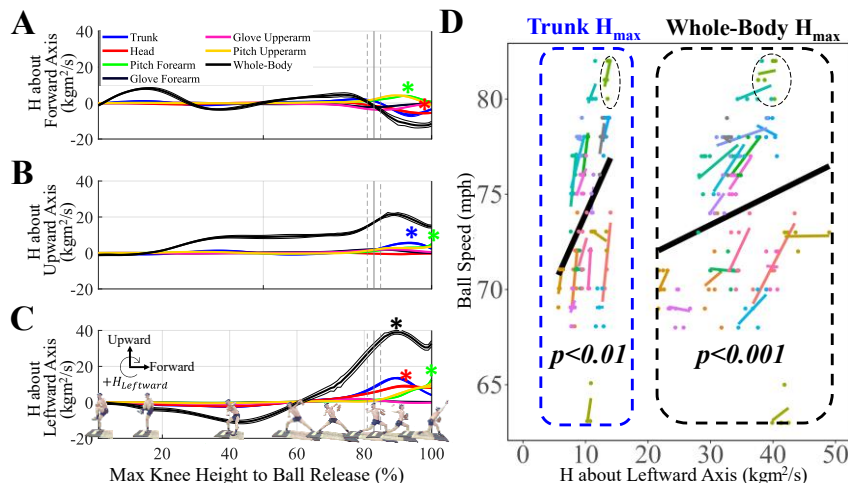 A
H about
Forward Axis
(kgm²/s)
40
20
0
-20
Trunk
Head
Pitch Forearm
Glove Forearm
Glove Upperarm
Pitch Upperarm
Whole-Body
*
*
B
H about
Upward Axis
(kgm²/s)
40
20
0
-20
*
*
C
H about
Leftward Axis
(kgm²/s)
40
20
0
-20
Upward
Forward
+H_Leftward
*
*
*
0 20 40 60 80 100
Max Knee Height to Ball Release (%)
D
Trunk H_max
Whole-Body H_max
Ball Speed (mph)
80
75
70
65
p<0.01
p<0.001
0 10 20 30 40 50
H about Leftward Axis (kgm²/s)